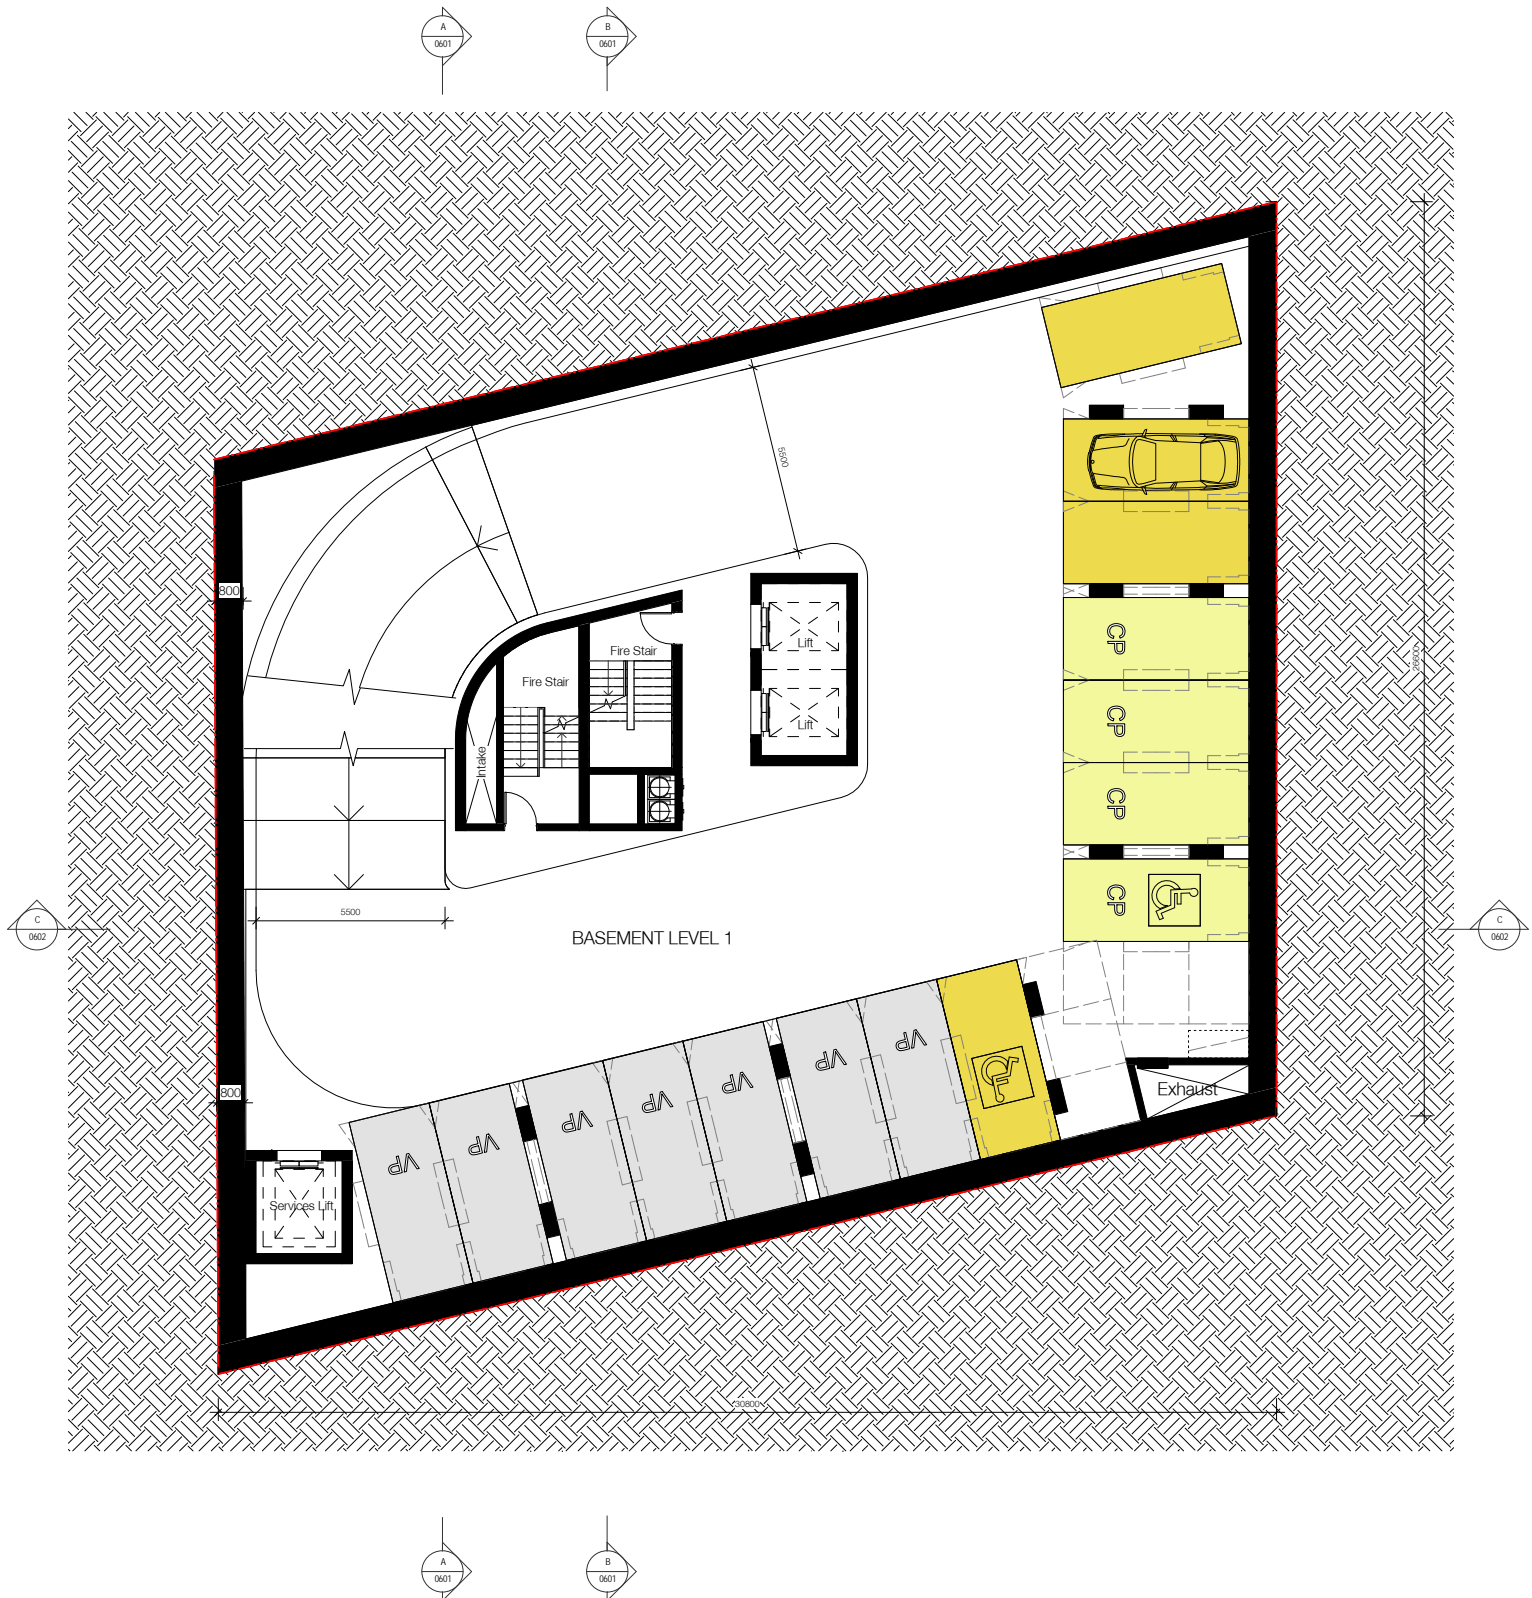 A
0601
B
0601
5500
800
Fire Stair
Lift
CP
26600
Fire Stair
CP
Lift
Intake
CP
CP
5500
C
0602
C
0602
BASEMENT LEVEL 1
VP
VP
VP
VP
VP
VP
VP
800
Exhaust
Services Lift
30800
A
0601
B
0601